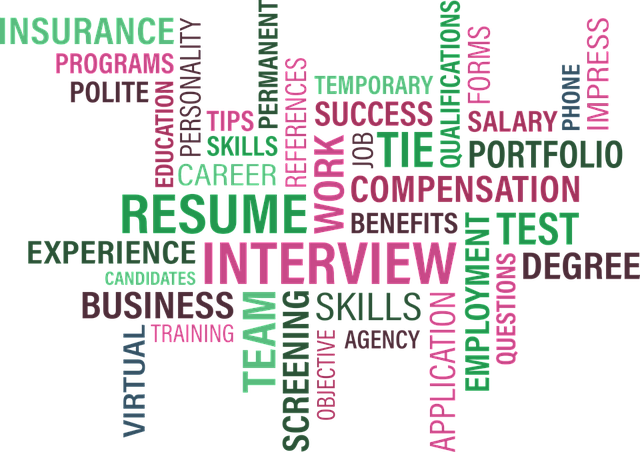 INSURANCE
PROGRAMS
POLITE
EDUCATION
PERSONALITY
TIPS
SKILLS
CAREER
PERMANENT
REFERENCES
TEMPORARY
SUCCESS
WORK
JOB
TIE
QUALIFICATIONS
FORMS
SALARY
PHONE
IMPRESS
PORTFOLIO
COMPENSATION
RESUME
BENEFITS
EMPLOYMENT
TEST
EXPERIENCE
CANDIDATES
INTERVIEW
QUESTIONS
DEGREE
BUSINESS
TRAINING
VIRTUAL
TEAM
SCREENING
SKILLS
OBJECTIVE
AGENCY
APPLICATION